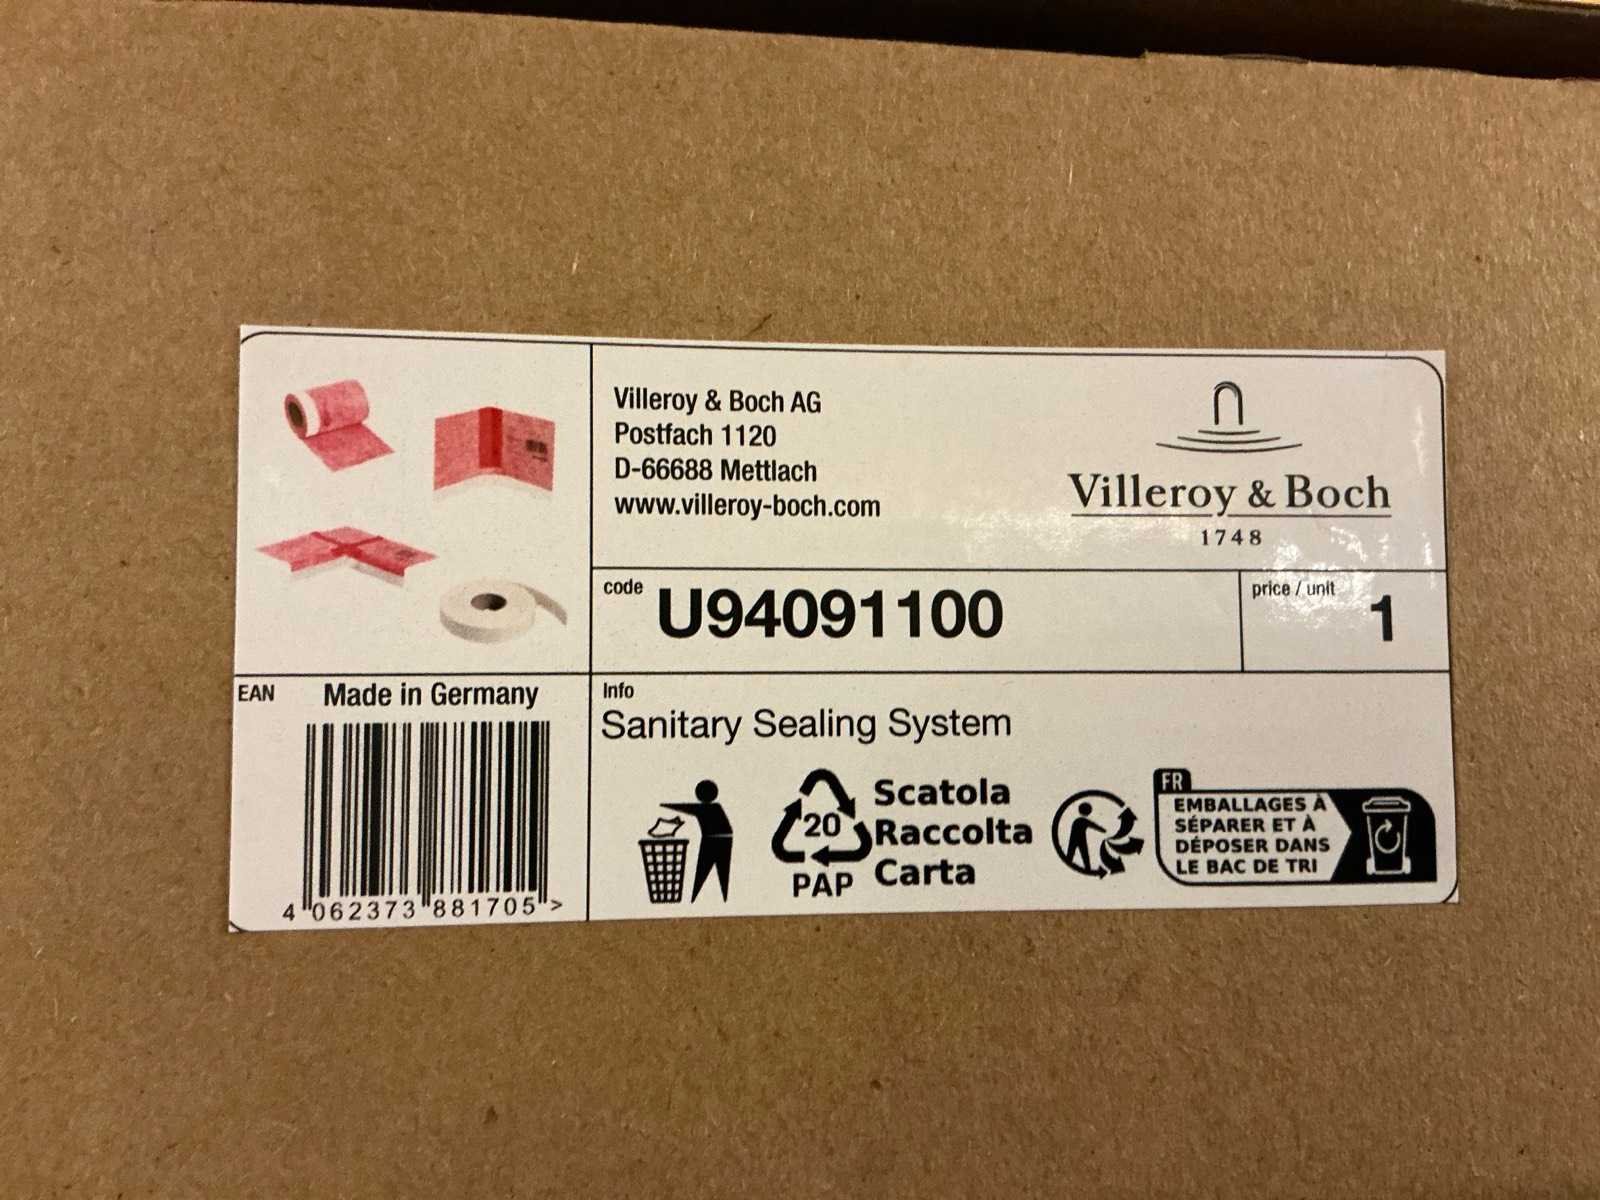 Villeroy & Boch AG
Postfach 1120
D-66688 Mettlach
www.villeroy-boch.com
Villeroy & Boch
1748
code
U94091100
price / unit
1
EAN
Made in Germany
4 062373 881705 >
Info
Sanitary Sealing System
20
PAP
Scatola
Raccolta
Carta
FR
EMBALLAGES À
SÉPARER ET À
DÉPOSER DANS
LE BAC DE TRI